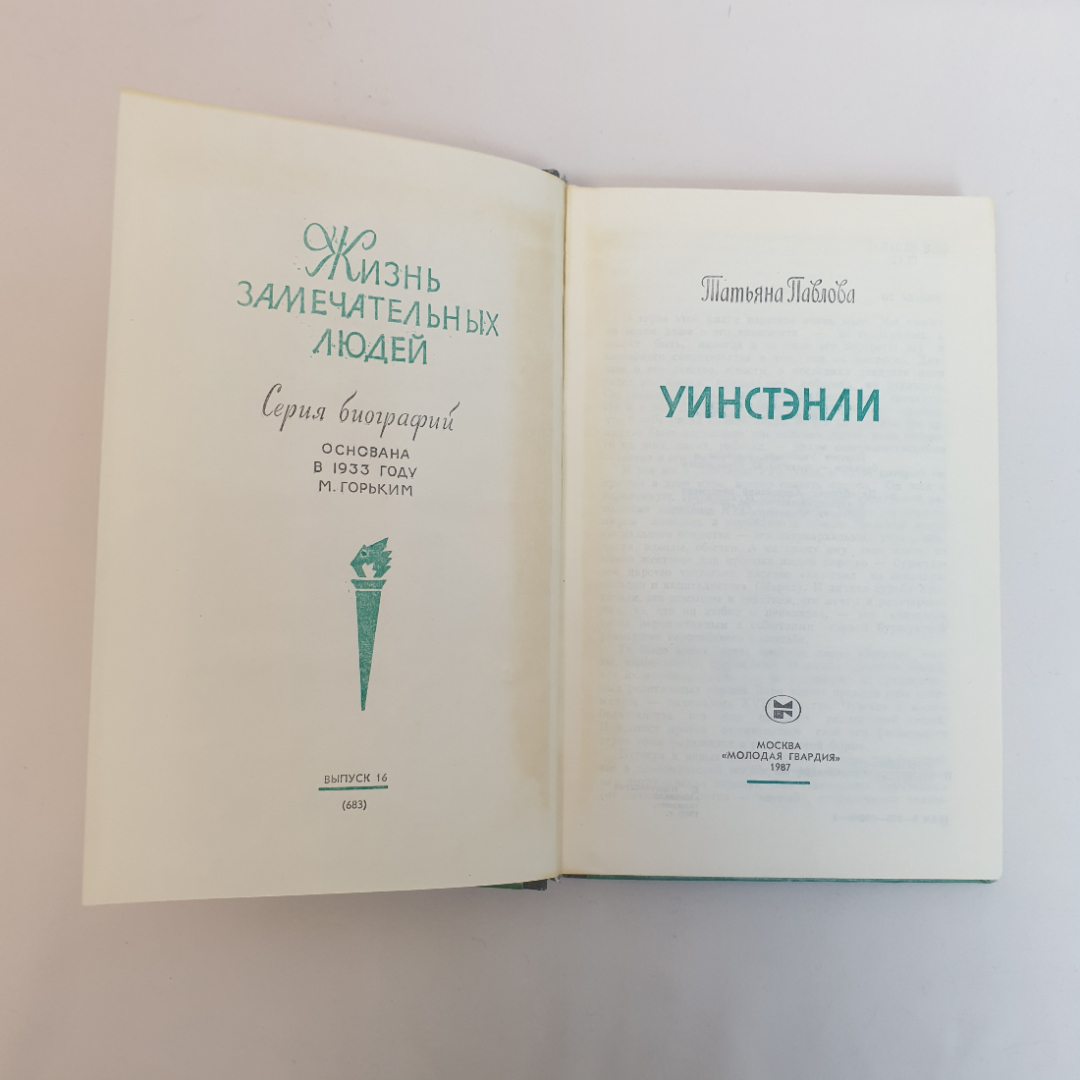 Жизнь
ЗАМЕЧАТЕЛЬНЫХ
ЛЮДЕЙ
Серия биографий
ОСНОВАНА
В 1933 ГОДУ
М. ГОРЬКИМ
ВЫПУСК 16
(683)
Татьяна Павлова
УИНСТЭНЛИ
МОСКВА
«МОЛОДАЯ ГВАРДИЯ»
1987